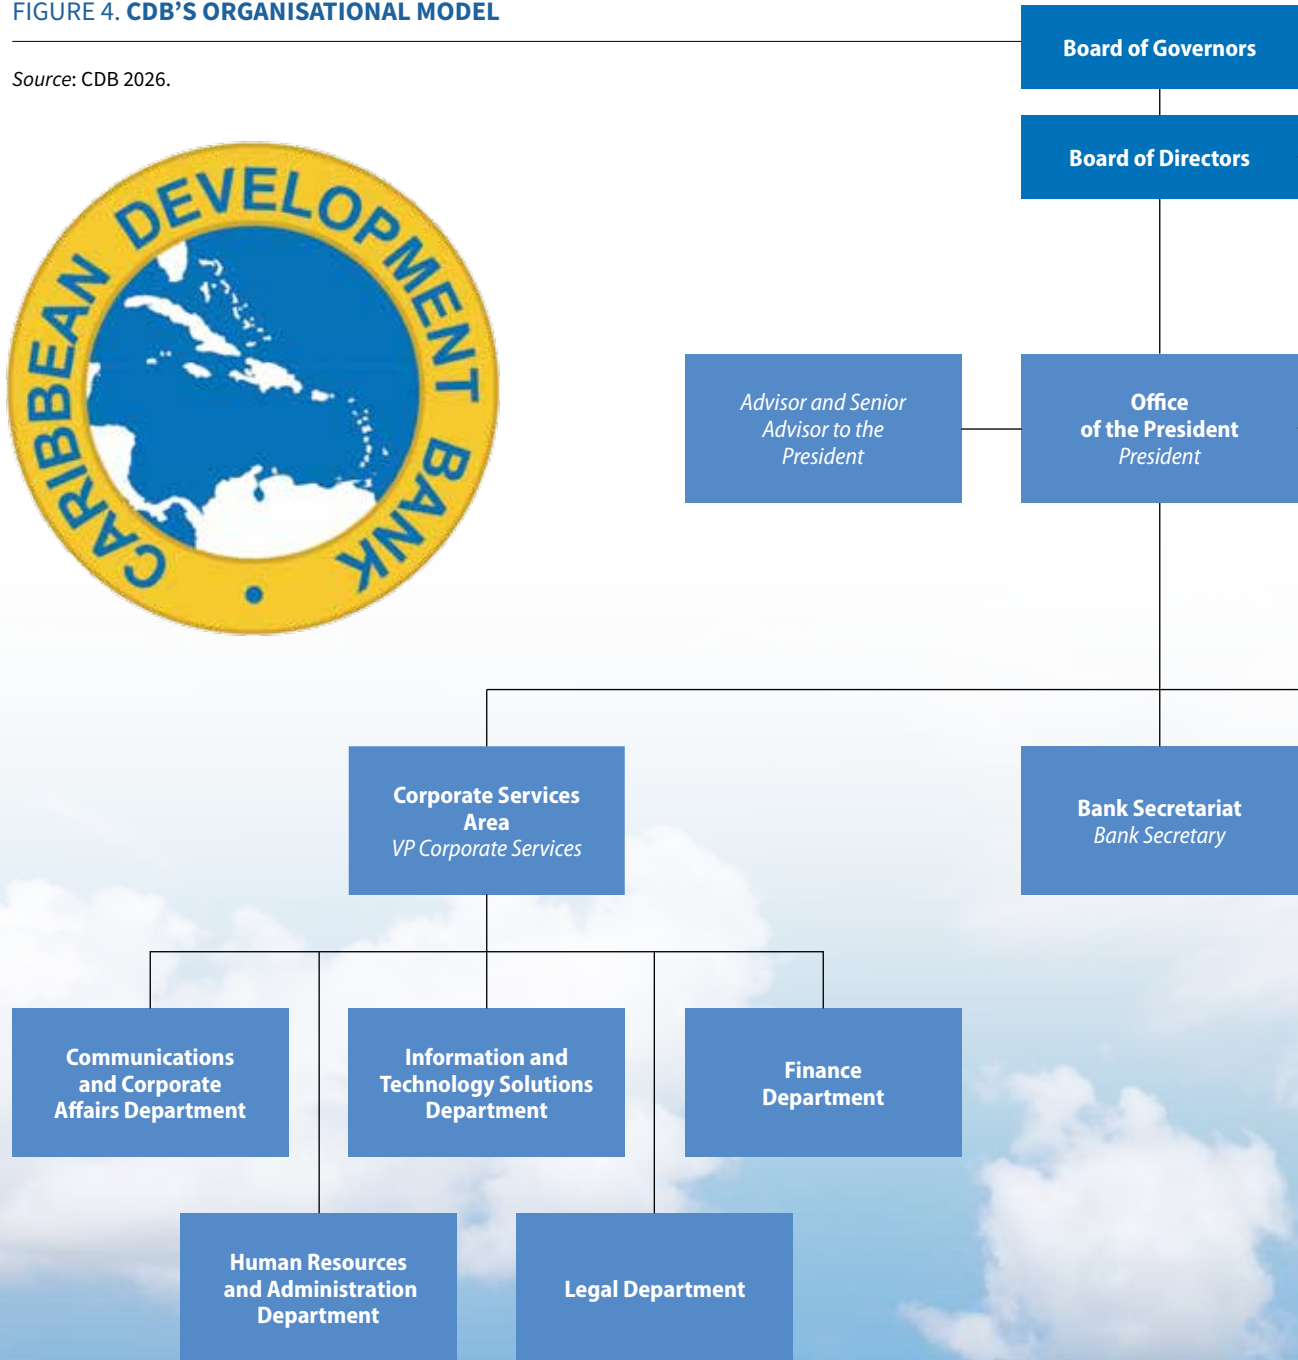 FIGURE 4. CDB'S ORGANISATIONAL MODEL
Source: CDB 2026.
CARIBBEAN DEVELOPMENT BANK
Board of Governors
Board of Directors
Advisor and Senior
Advisor to the
President
Office
of the President
President
Corporate Services
Area
VP Corporate Services
Bank Secretariat
Bank Secretary
Communications
and Corporate
Affairs Department
Information and
Technology Solutions
Department
Finance
Department
Human Resources
and Administration
Department
Legal Department